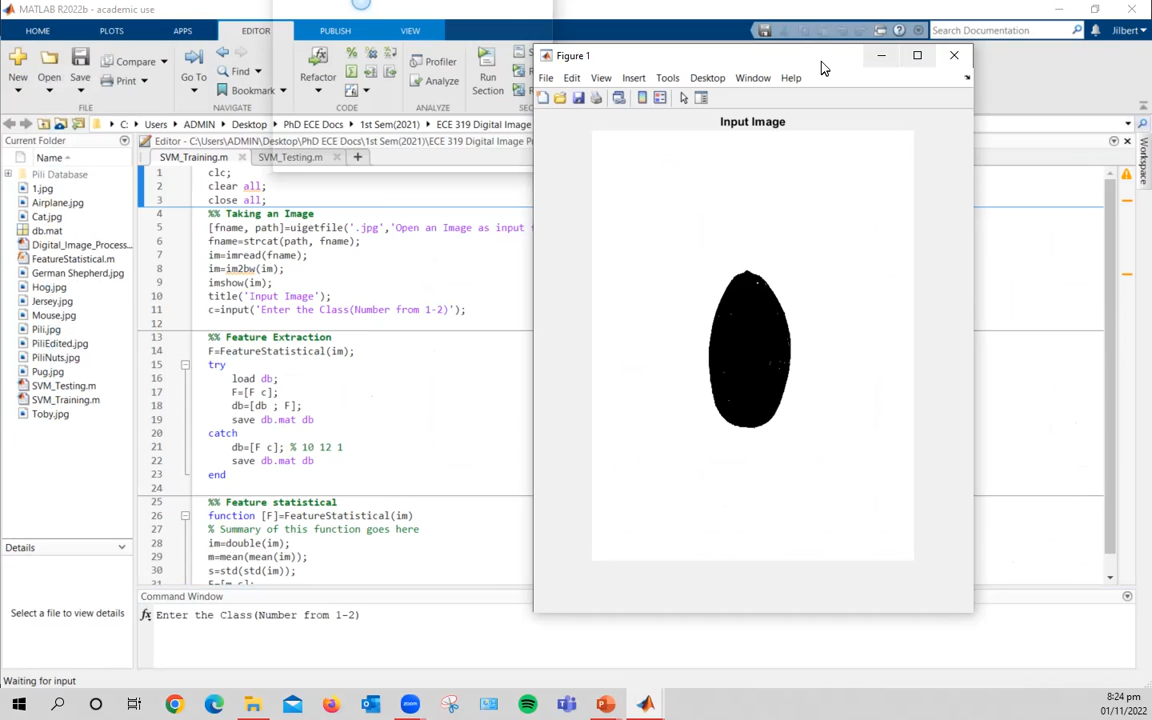 MATLAB R2022b - academic use
HOME PLOTS APPS EDITOR PUBLISH VIEW
Search Documentation
Jilbert
New Open Save
Compare
Print
Go To
Find
Bookmark
NAVIGATE
Refactor
CODE
Profiler
Analyze
ANALYZE
Run Section
C: Users ADMIN Desktop PhD ECE Docs 1st Sem(2021) ECE 319 Digital Image
Current Folder
Name
Pili Database
1.jpg
Airplane.jpg
Cat.jpg
db.mat
Digital_Image_Process...
FeatureStatistical.m
German Shepherd.jpg
Hog.jpg
Jersey.jpg
Mouse.jpg
Pili.jpg
PiliEdited.jpg
PiliNuts.jpg
Pug.jpg
SVM_Testing.m
SVM_Training.m
Toby.jpg
Details
Select a file to view details
Editor - C:\Users\ADMIN\Desktop\PhD ECE Docs\1st Sem(2021)\ECE 319 Digital Image Pr
SVM_Training.m SVM_Testing.m
1 clc;
2 clear all;
3 close all;
4 %% Taking an Image
5 [fname, path]=uigetfile('.jpg','Open an Image as input
6 fname=strcat(path, fname);
7 im=imread(fname);
8 im=im2bw(im);
9 imshow(im);
10 title('Input Image');
11 c=input('Enter the Class(Number from 1-2)');
12
13 %% Feature Extraction
14 F=FeatureStatistical(im);
15 try
16 load db;
17 F=[F c];
18 db=[db ; F];
19 save db.mat db
20 catch
21 db=[F c]; % 10 12 1
22 save db.mat db
23 end
24
25 %% Feature statistical
26 function [F]=FeatureStatistical(im)
27 % Summary of this function goes here
28 im=double(im);
29 m=mean(mean(im));
30 s=std(std(im));
31
Command Window
fx Enter the Class(Number from 1-2)
Figure 1
File Edit View Insert Tools Desktop Window Help
Input Image
Workspace
Waiting for input
8:24 pm
01/11/2022